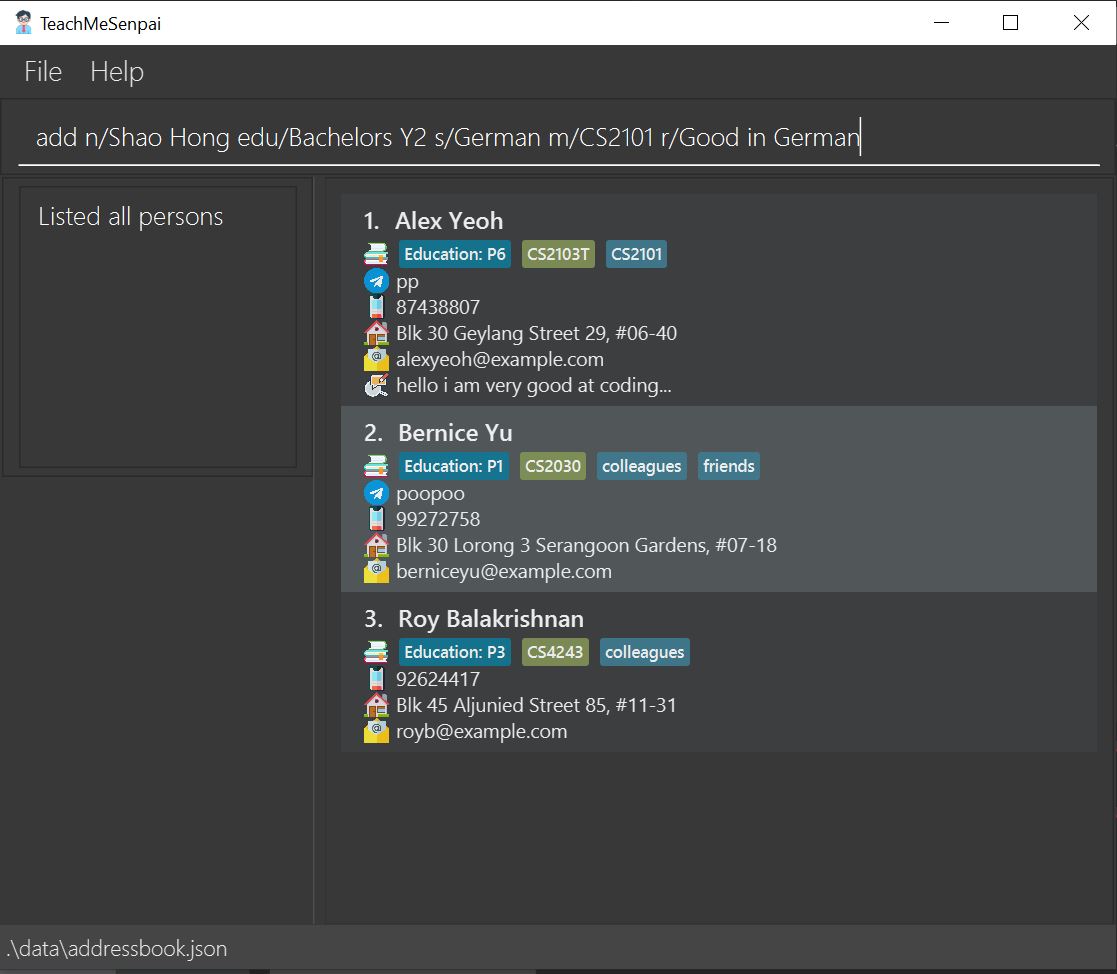 TeachMeSenpai
File Help
add n/Shao Hong edu/Bachelors Y2 s/German m/CS2101 r/Good in German
Listed all persons
1. Alex Yeoh
Education: P6 CS2103T CS2101
pp
87438807
Blk 30 Geylang Street 29, #06-40
alexyeoh@example.com
hello i am very good at coding...
2. Bernice Yu
Education: P1 CS2030 colleagues friends
poopoo
99272758
Blk 30 Lorong 3 Serangoon Gardens, #07-18
berniceyu@example.com
3. Roy Balakrishnan
Education: P3 CS4243 colleagues
92624417
Blk 45 Aljunied Street 85, #11-31
royb@example.com
.\data\addressbook.json